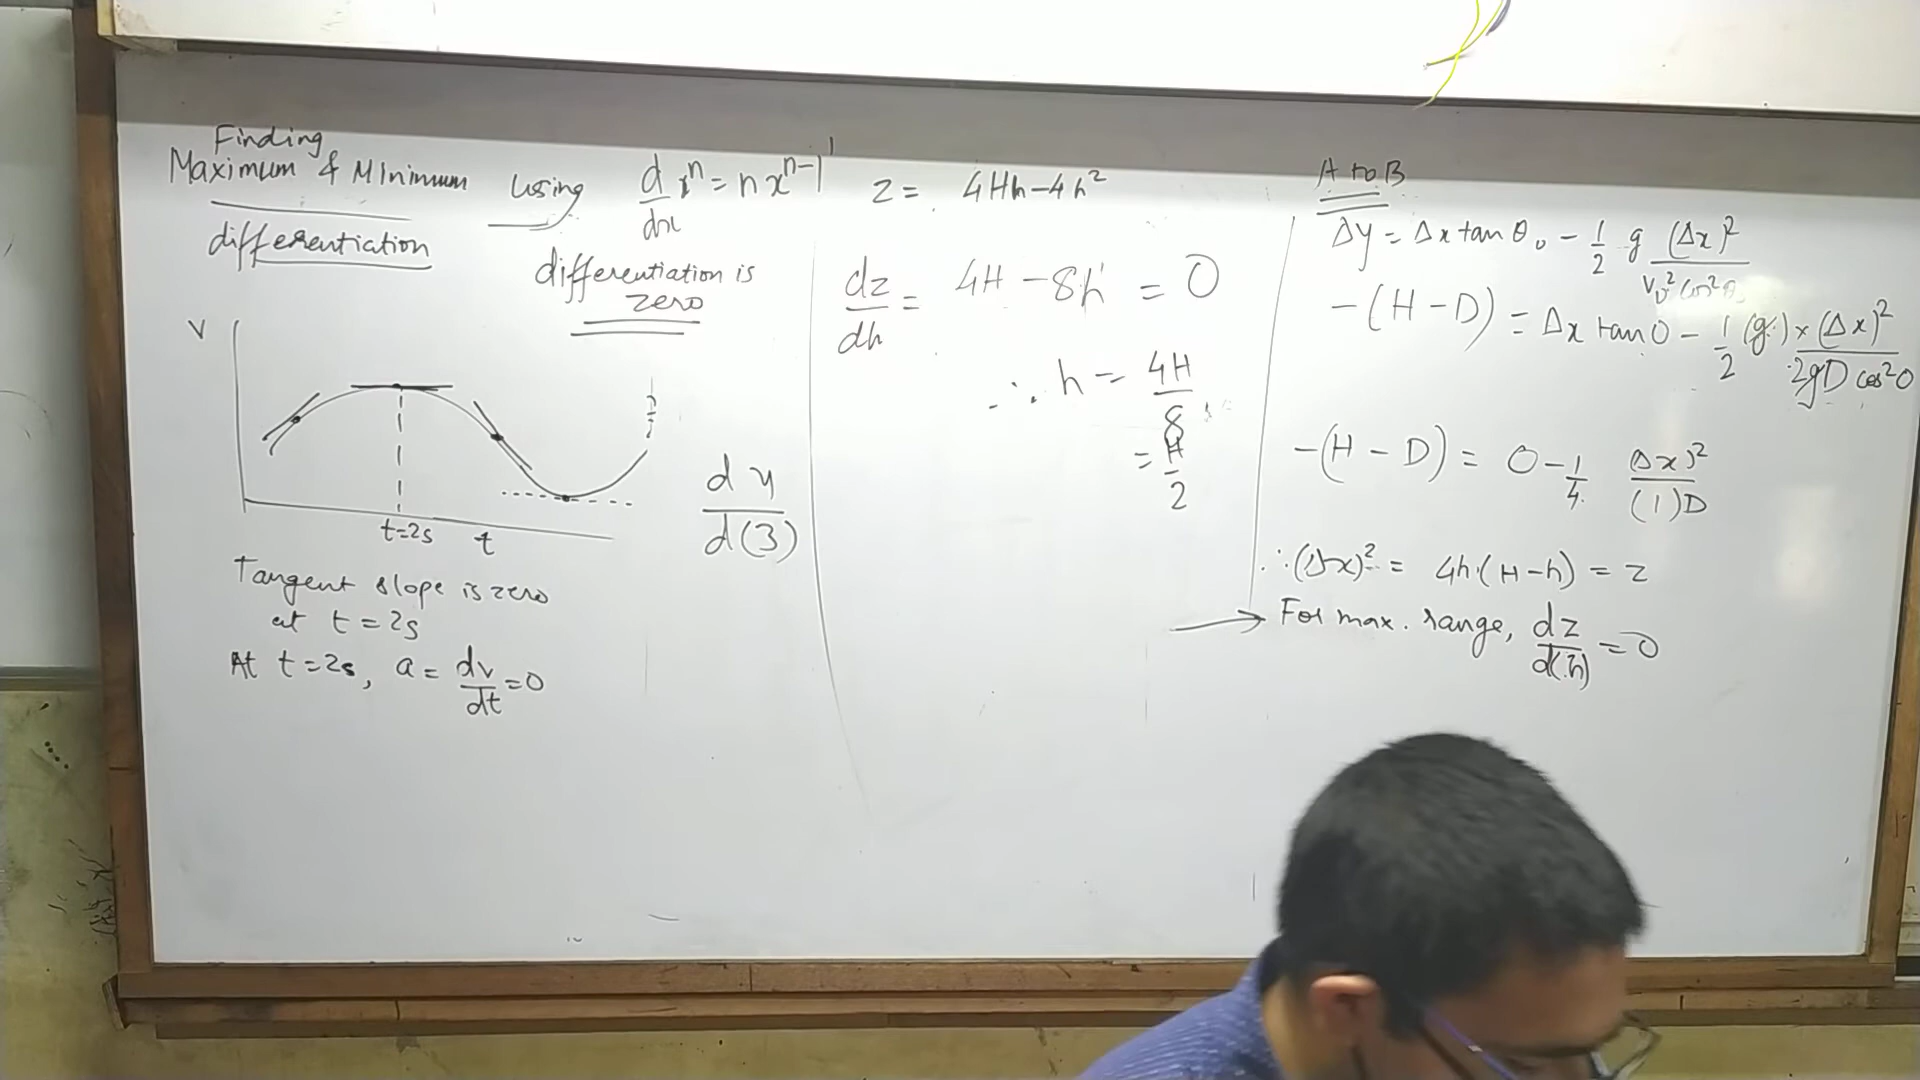 Finding
Maximum & Minimum using
differentiation
d/dx xⁿ = n xⁿ⁻¹
differentiation is
zero
V
t=2s t
dy/d(3)
Tangent slope is zero
at t = 2s
At t = 2s, a = dv/dt = 0
z = 4Hh – 4h²
dz/dh = 4H – 8h = 0
∴ h = 4H/8
= H/2
A to B
Δy = Δx tan θ₀ – 1/2 g (Δx)²/v₀² cos²θ
–(H – D) = Δx tan 0 – 1/2 (g) × (Δx)²/2gD cos²0
–(H – D) = 0 – 1/4 (Δx)²/(1)D
∴ (Δx)² = 4h (H – h) = z
→ For max. range, dz/d(h) = 0